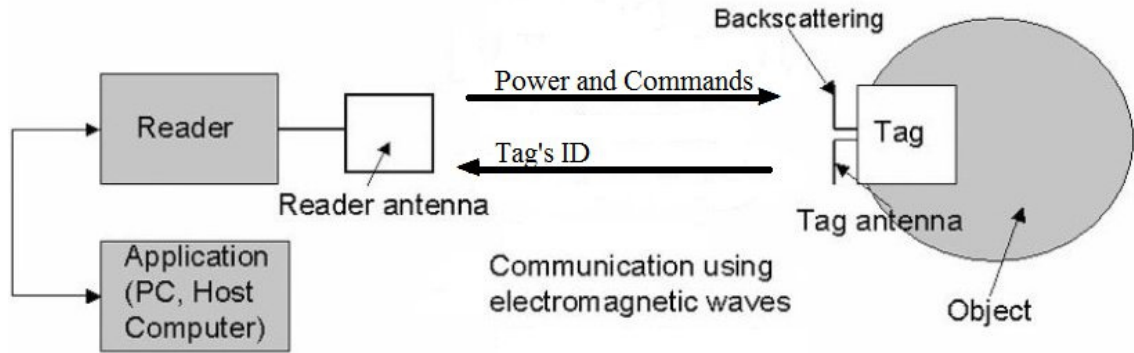 Backscattering
Power and Commands
Reader
Tag
Tag's ID
Reader antenna
Tag antenna
Application
(PC, Host
Computer)
Communication using
electromagnetic waves
Object